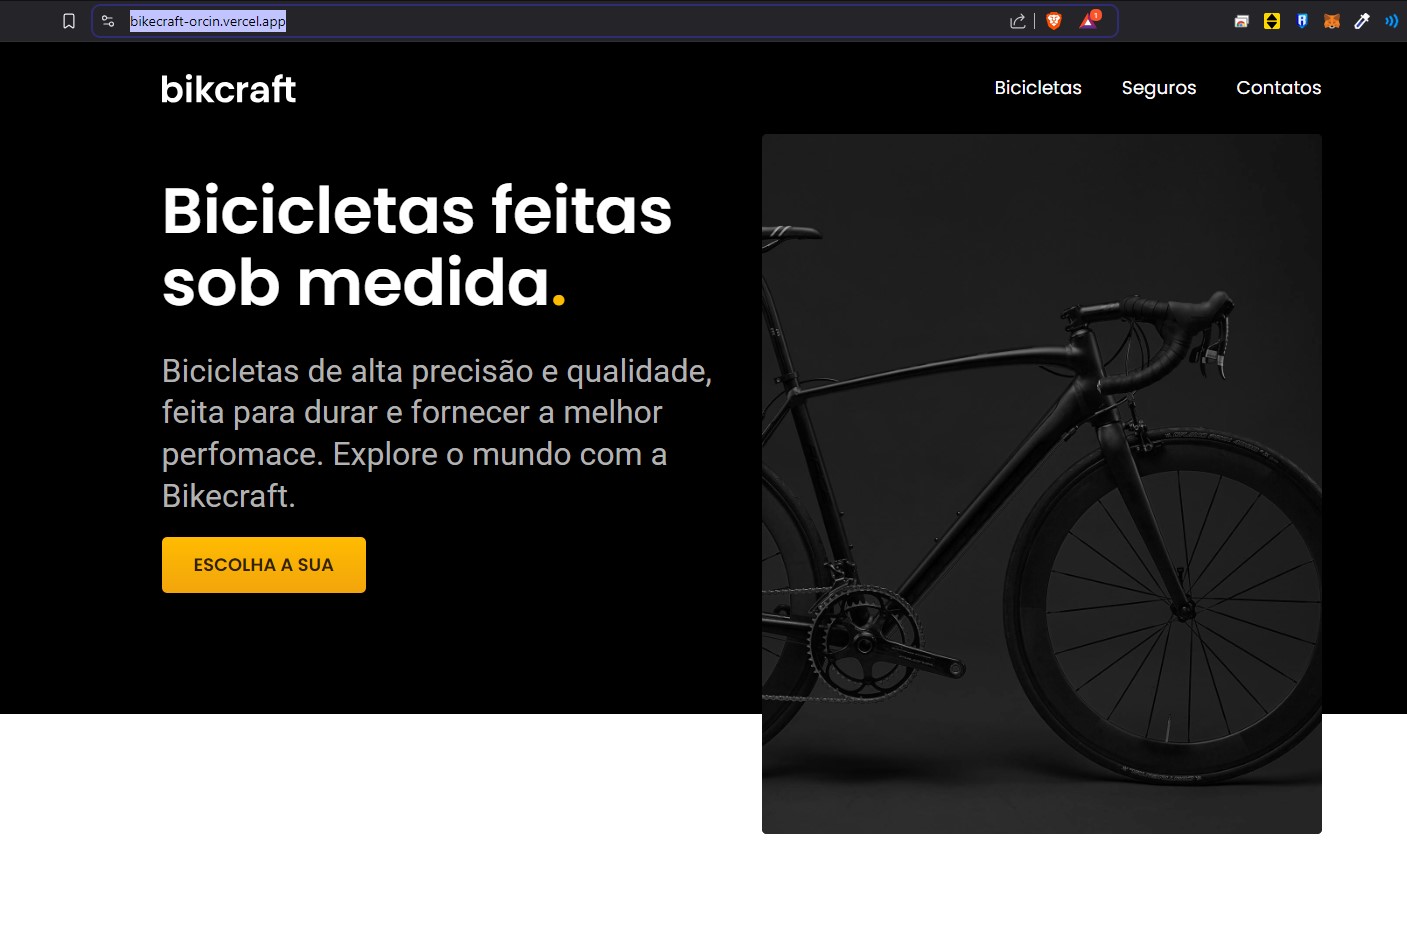 bikecraft-orcin.vercel.app
1
bikcraft
Bicicletas
Seguros
Contatos
Bicicletas feitas
sob medida.
Bicicletas de alta precisão e qualidade,
feita para durar e fornecer a melhor
perfomace. Explore o mundo com a
Bikecraft.
ESCOLHA A SUA